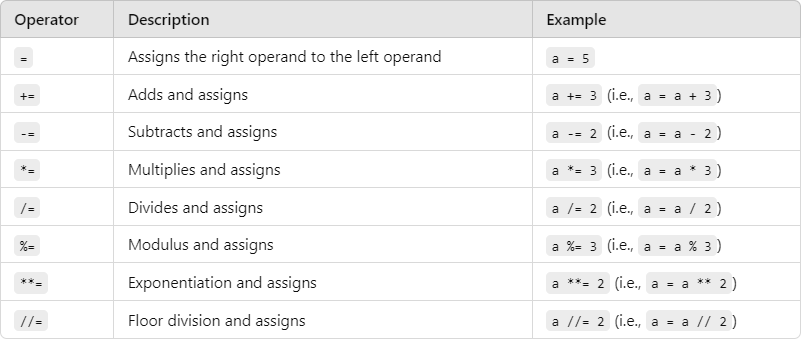 Operator Description Example
= Assigns the right operand to the left operand a = 5
+= Adds and assigns a += 3 (i.e., a = a + 3)
-= Subtracts and assigns a -= 2 (i.e., a = a - 2)
*= Multiplies and assigns a *= 3 (i.e., a = a * 3)
/= Divides and assigns a /= 2 (i.e., a = a / 2)
%= Modulus and assigns a %= 3 (i.e., a = a % 3)
**= Exponentiation and assigns a **= 2 (i.e., a = a ** 2)
//= Floor division and assigns a //= 2 (i.e., a = a // 2)